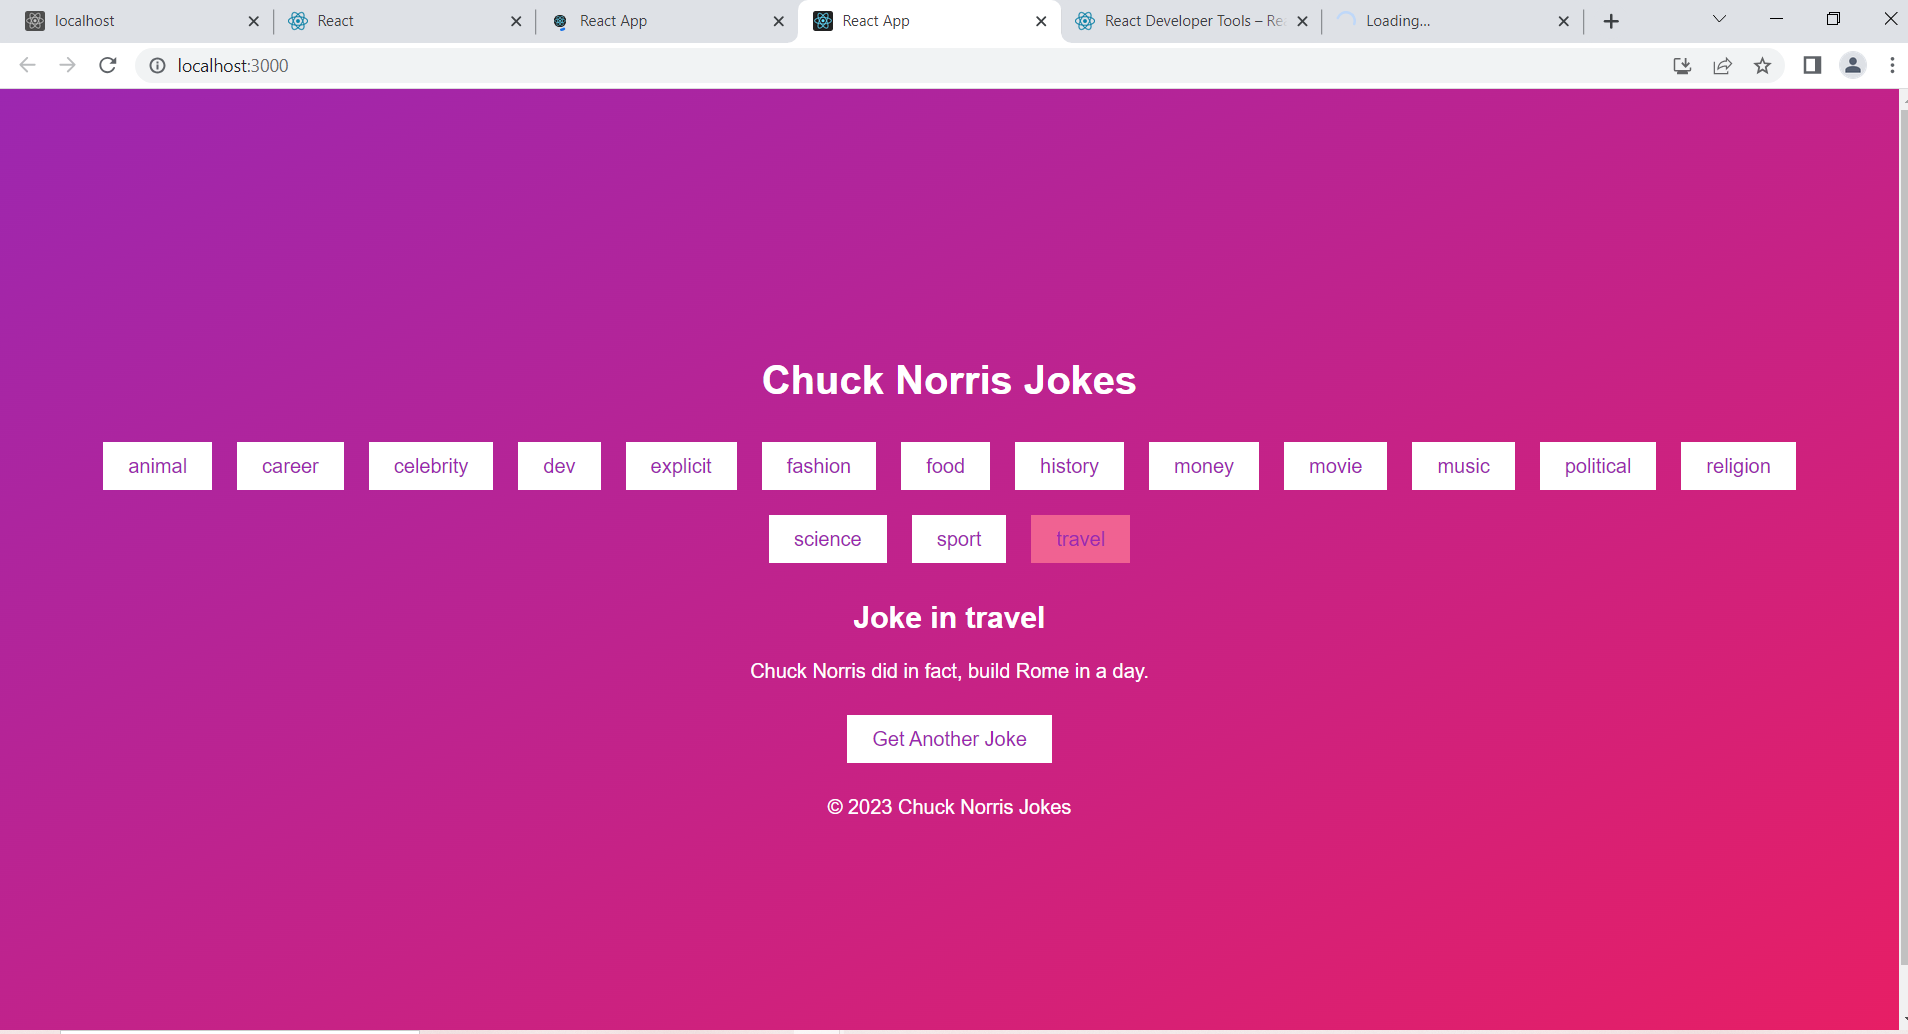 localhost React React App React App React Developer Tools – Loading...
localhost:3000
Chuck Norris Jokes
animal career celebrity dev explicit fashion food history money movie music political religion
science sport travel
Joke in travel
Chuck Norris did in fact, build Rome in a day.
Get Another Joke
© 2023 Chuck Norris Jokes